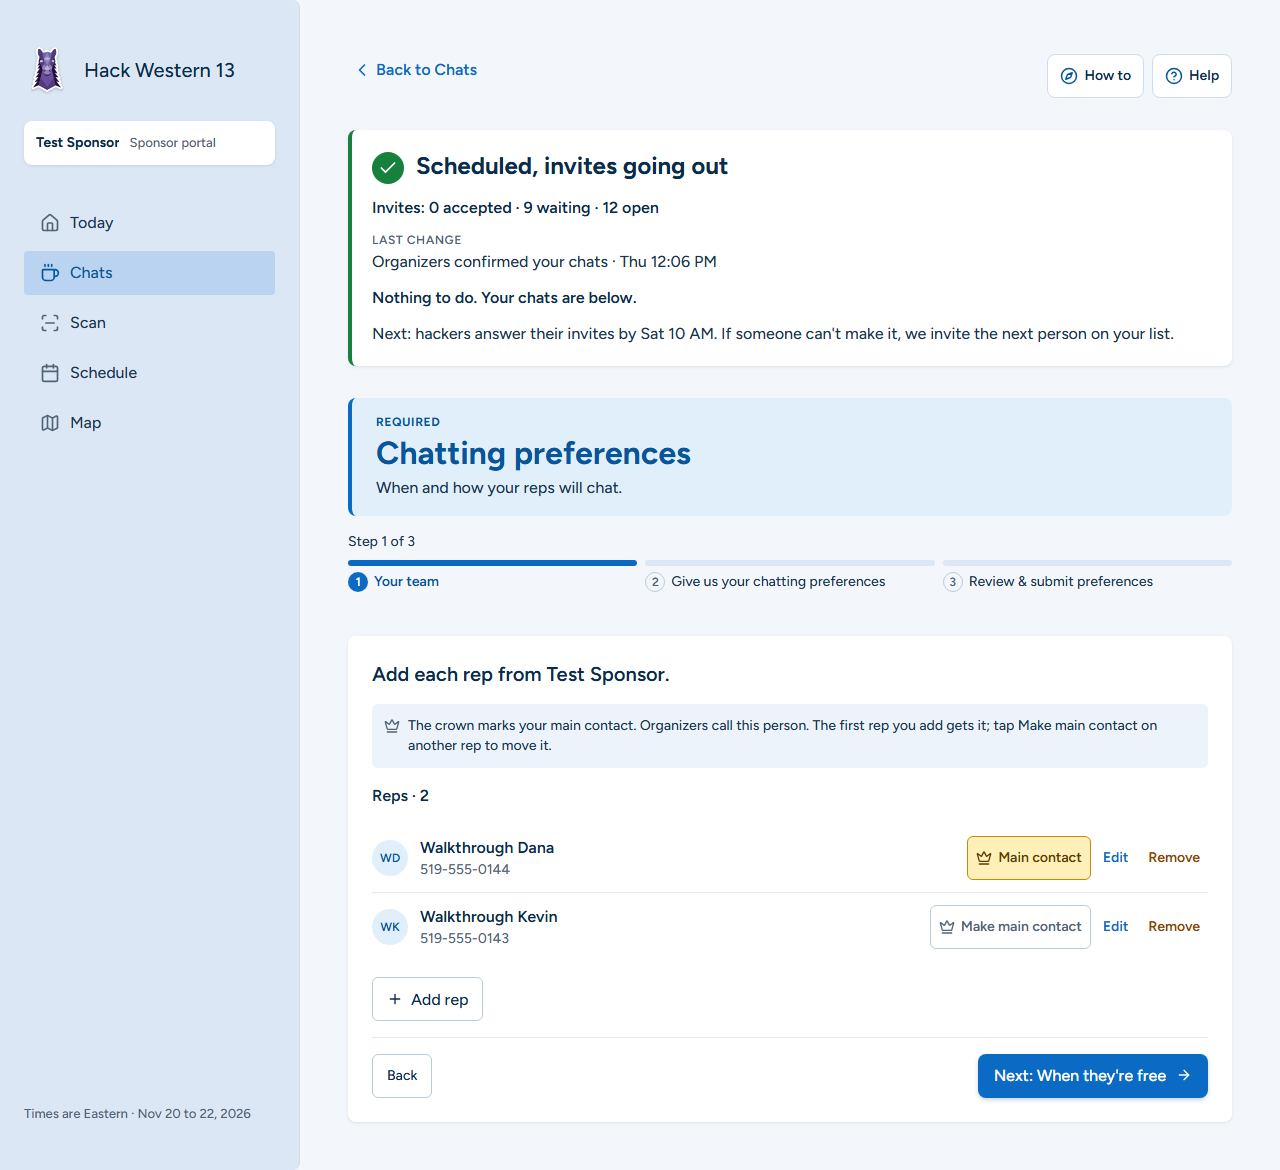 Hack Western 13
Test Sponsor Sponsor portal
Today
Chats
Scan
Schedule
Map
Times are Eastern · Nov 20 to 22, 2026
Back to Chats
How to
Help
Scheduled, invites going out
Invites: 0 accepted · 9 waiting · 12 open
LAST CHANGE
Organizers confirmed your chats · Thu 12:06 PM
Nothing to do. Your chats are below.
Next: hackers answer their invites by Sat 10 AM. If someone can't make it, we invite the next person on your list.
REQUIRED
Chatting preferences
When and how your reps will chat.
Step 1 of 3
1 Your team
2 Give us your chatting preferences
3 Review & submit preferences
Add each rep from Test Sponsor.
The crown marks your main contact. Organizers call this person. The first rep you add gets it; tap Make main contact on
another rep to move it.
Reps · 2
WD
Walkthrough Dana
519-555-0144
Main contact
Edit
Remove
WK
Walkthrough Kevin
519-555-0143
Make main contact
Edit
Remove
Add rep
Back
Next: When they're free